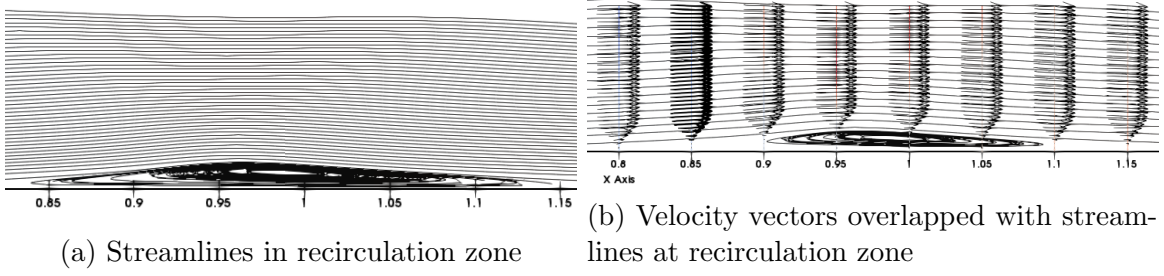 0.85 0.9 0.95 1 1.05 1.1 1.15
(a) Streamlines in recirculation zone
0.8 0.85 0.9 0.95 1 1.05 1.1 1.15
X Axis
(b) Velocity vectors overlapped with stream-
lines at recirculation zone